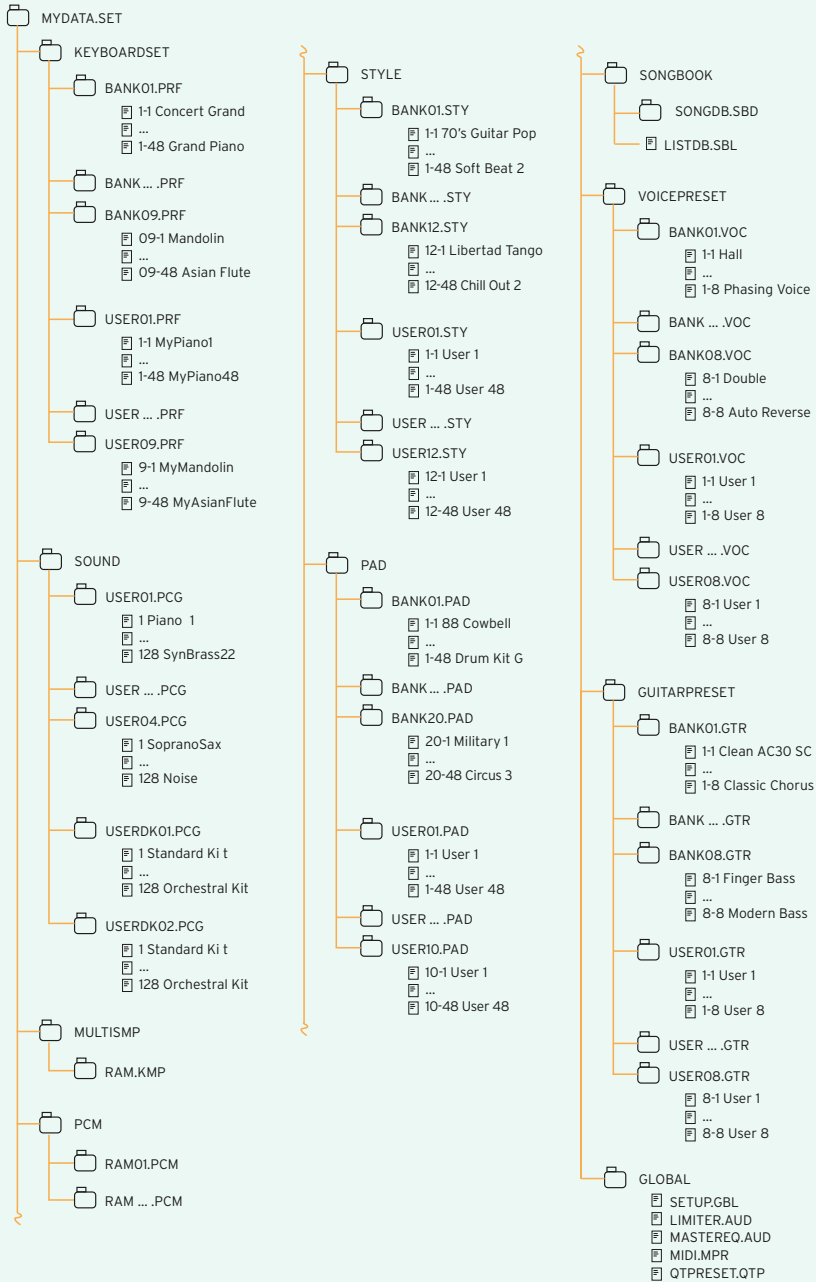 MYDATA.SET
KEYBOARDSET
BANK01.PRF
1-1 Concert Grand
...
1-48 Grand Piano
BANK ... .PRF
BANK09.PRF
09-1 Mandolin
...
09-48 Asian Flute
USER01.PRF
1-1 MyPiano1
...
1-48 MyPiano48
USER ... .PRF
USER09.PRF
9-1 MyMandolin
...
9-48 MyAsianFlute
SOUND
USER01.PCG
1 Piano 1
...
128 SynBrass22
USER ... .PCG
USER04.PCG
1 SopranoSax
...
128 Noise
USERDK01.PCG
1 Standard Ki t
...
128 Orchestral Kit
USERDK02.PCG
1 Standard Ki t
...
128 Orchestral Kit
MULTISMP
RAM.KMP
PCM
RAM01.PCM
RAM ... .PCM
STYLE
BANK01.STY
1-1 70's Guitar Pop
...
1-48 Soft Beat 2
BANK ... .STY
BANK12.STY
12-1 Libertad Tango
...
12-48 Chill Out 2
USER01.STY
1-1 User 1
...
1-48 User 48
USER ... .STY
USER12.STY
12-1 User 1
...
12-48 User 48
PAD
BANK01.PAD
1-1 88 Cowbell
...
1-48 Drum Kit G
BANK ... .PAD
BANK20.PAD
20-1 Military 1
...
20-48 Circus 3
USER01.PAD
1-1 User 1
...
1-48 User 48
USER ... .PAD
USER10.PAD
10-1 User 1
...
10-48 User 48
SONGBOOK
SONGDB.SBD
LISTDB.SBL
VOICEPRESET
BANK01.VOC
1-1 Hall
...
1-8 Phasing Voice
BANK ... .VOC
BANK08.VOC
8-1 Double
...
8-8 Auto Reverse
USER01.VOC
1-1 User 1
...
1-8 User 8
USER ... .VOC
USER08.VOC
8-1 User 1
...
8-8 User 8
GUITARPRESET
BANK01.GTR
1-1 Clean AC30 SC
...
1-8 Classic Chorus
BANK ... .GTR
BANK08.GTR
8-1 Finger Bass
...
8-8 Modern Bass
USER01.GTR
1-1 User 1
...
1-8 User 8
USER ... .GTR
USER08.GTR
8-1 User 1
...
8-8 User 8
GLOBAL
SETUP.GBL
LIMITER.AUD
MASTEREQ.AUD
MIDI.MPR
QTPRESET.QTP